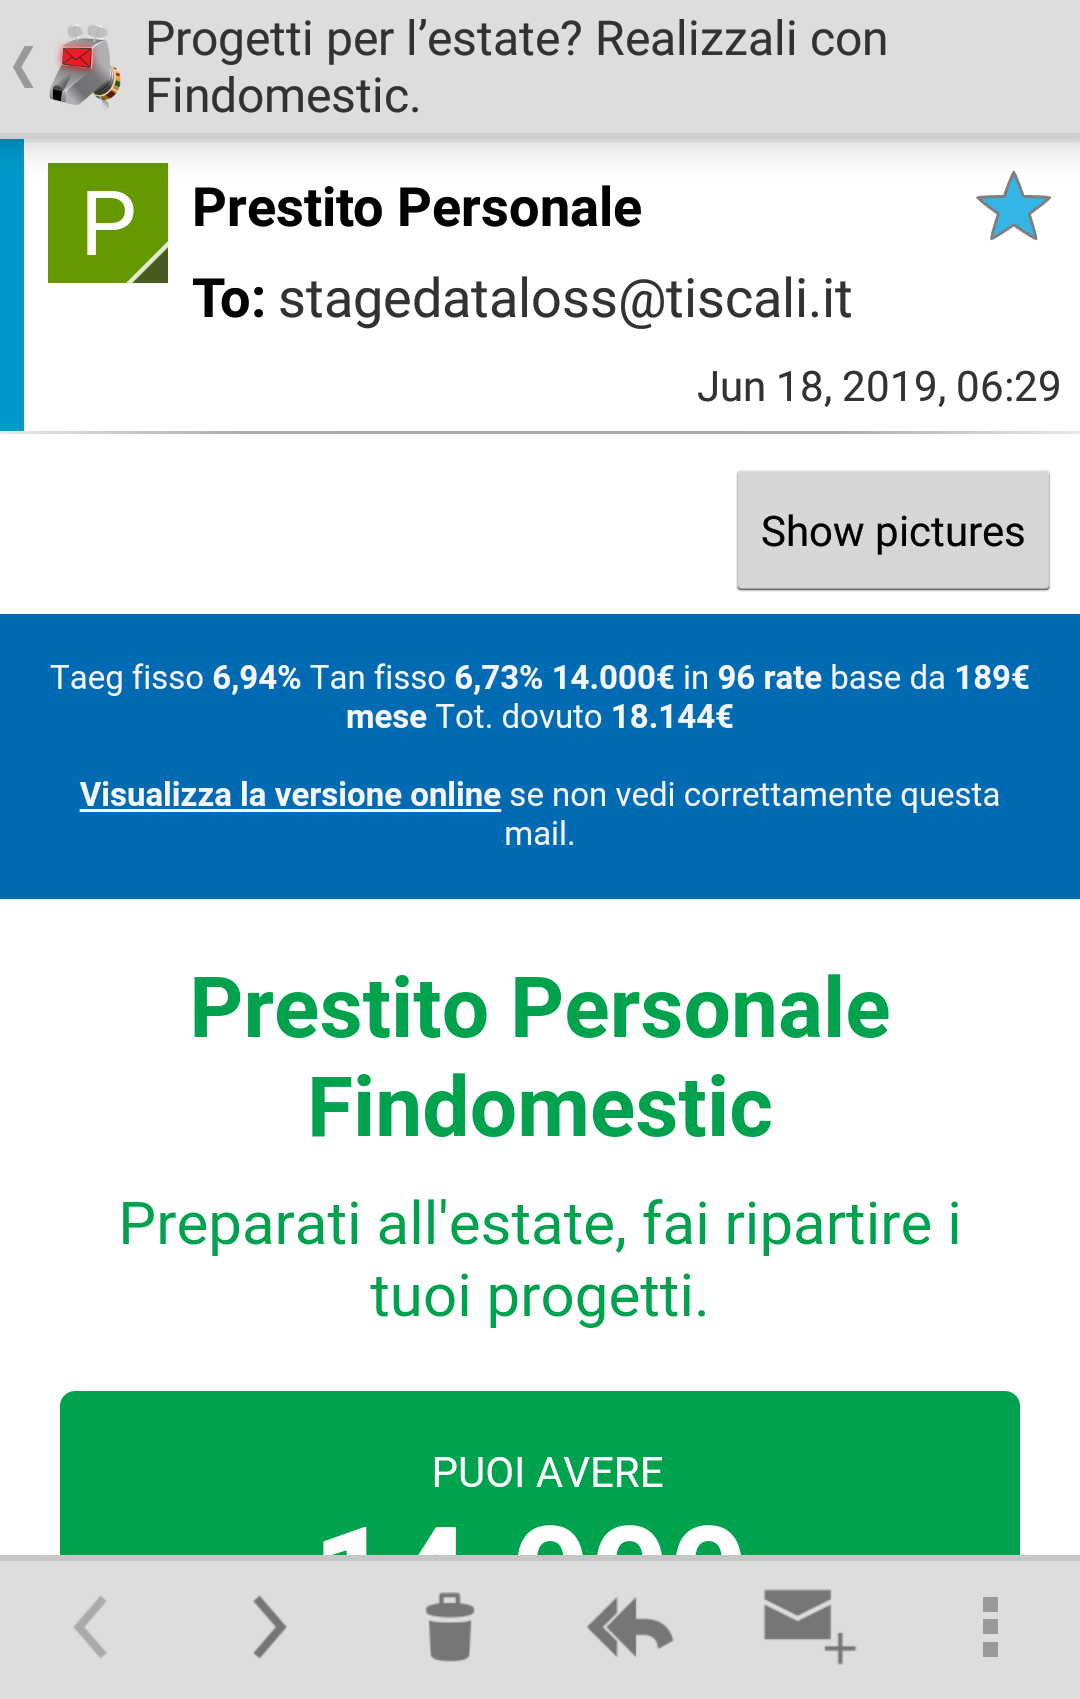 Progetti per l’estate? Realizzali con
Findomestic.
P
Prestito Personale
To: stagedataloss@tiscali.it
Jun 18, 2019, 06:29
Show pictures
Taeg fisso 6,94% Tan fisso 6,73% 14.000€ in 96 rate base da 189€
mese Tot. dovuto 18.144€
Visualizza la versione online se non vedi correttamente questa
mail.
Prestito Personale
Findomestic
Preparati all'estate, fai ripartire i
tuoi progetti.
PUOI AVERE
14.000